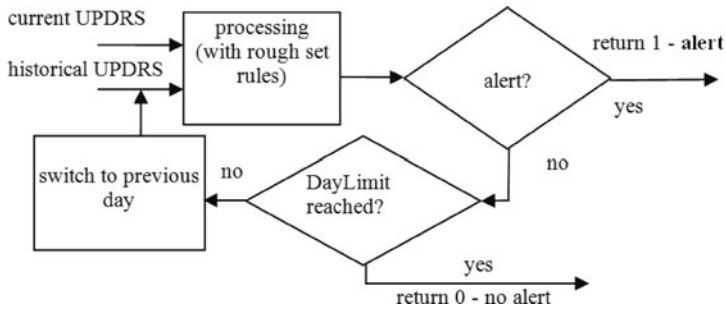 current UPDRS
historical UPDRS
processing
(with rough set
rules)
alert?
return 1 - alert
yes
no
DayLimit
reached?
no
switch to previous
day
yes
return 0 - no alert